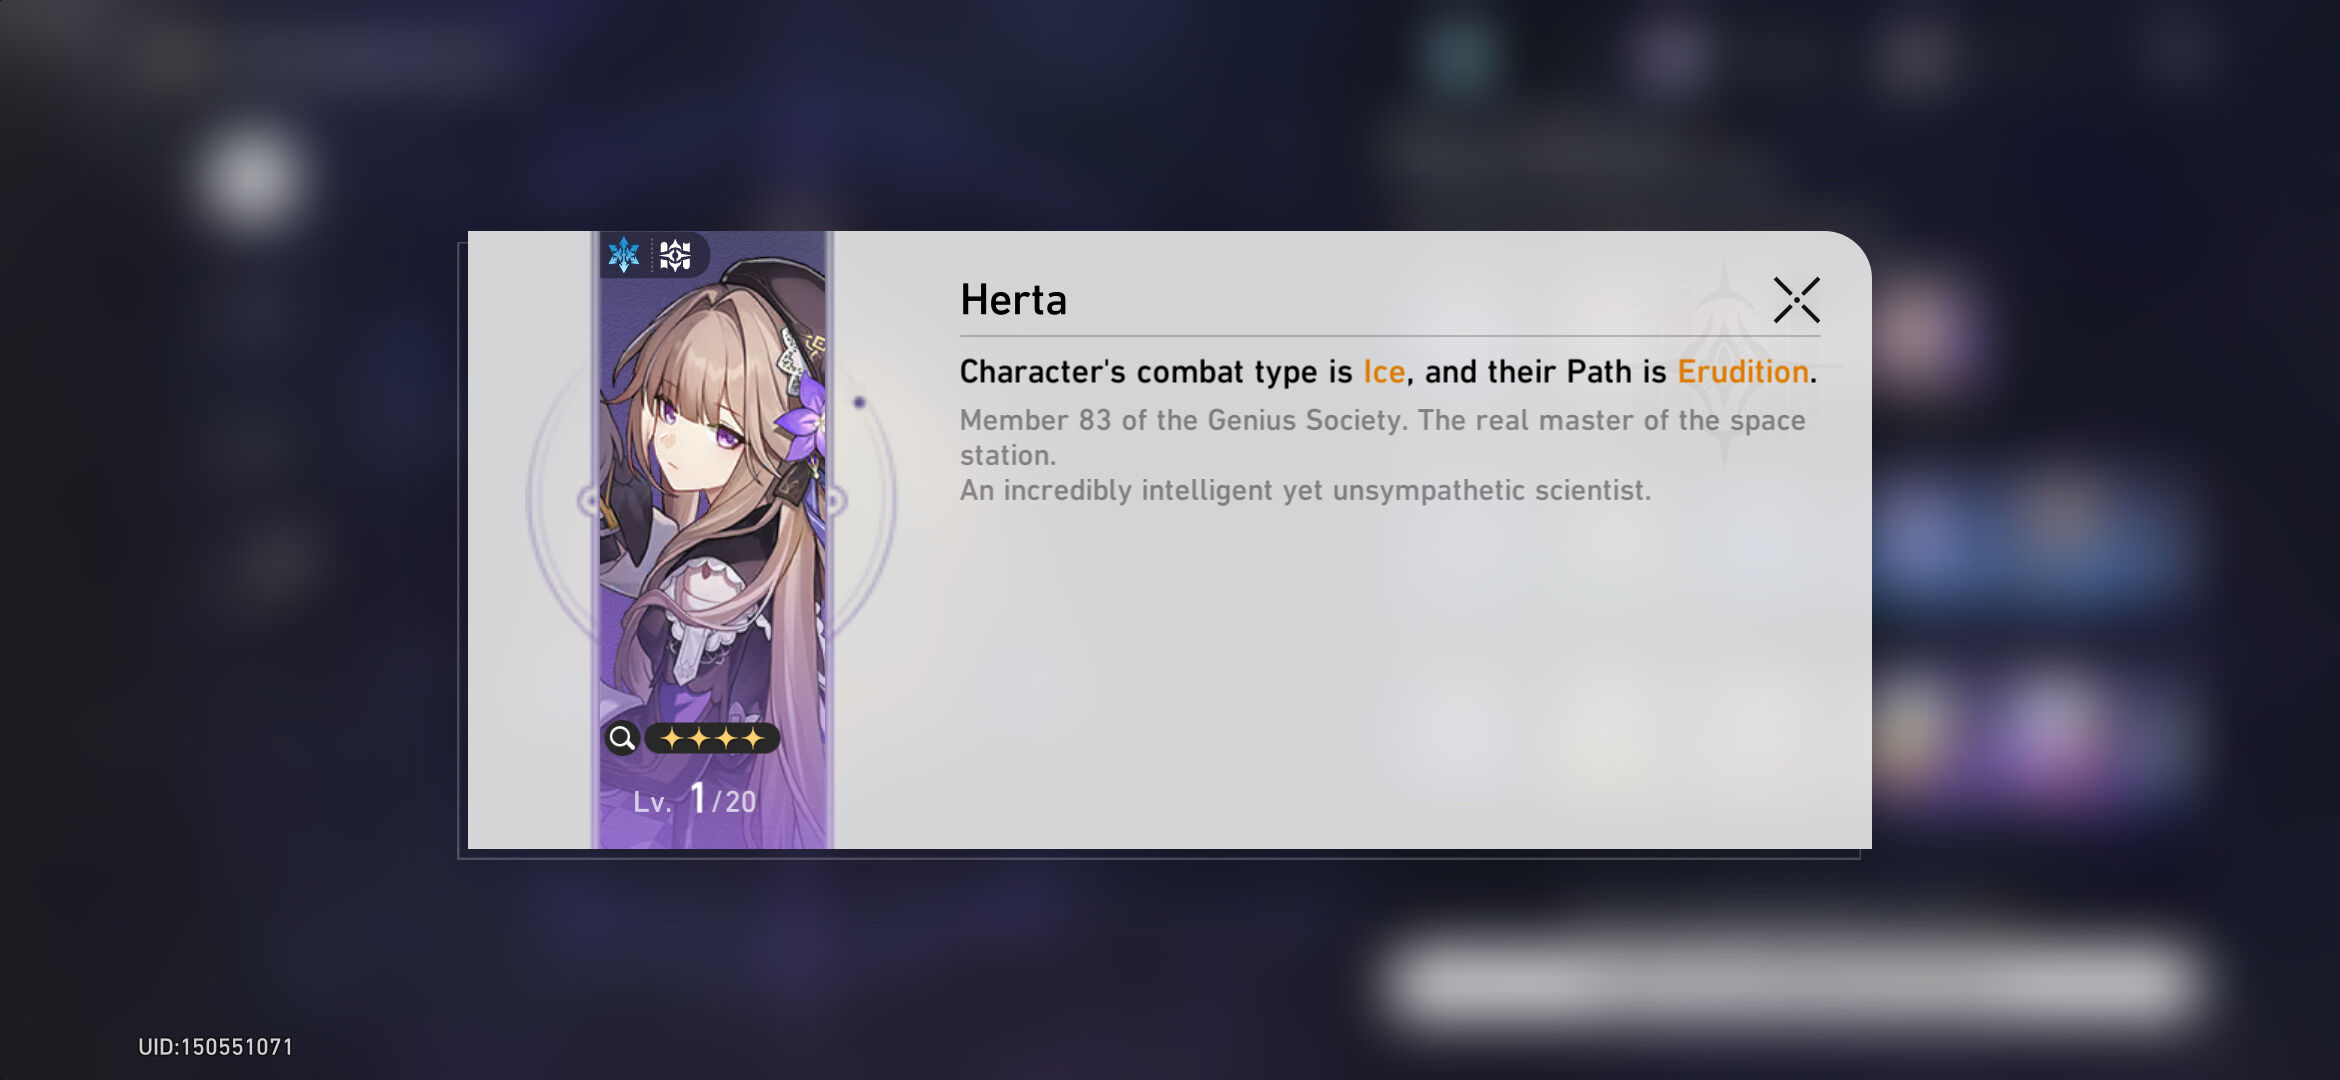 Herta
Character's combat type is Ice, and their Path is Erudition.
Member 83 of the Genius Society. The real master of the space
station.
An incredibly intelligent yet unsympathetic scientist.
Lv. 1/20
UID:150551071